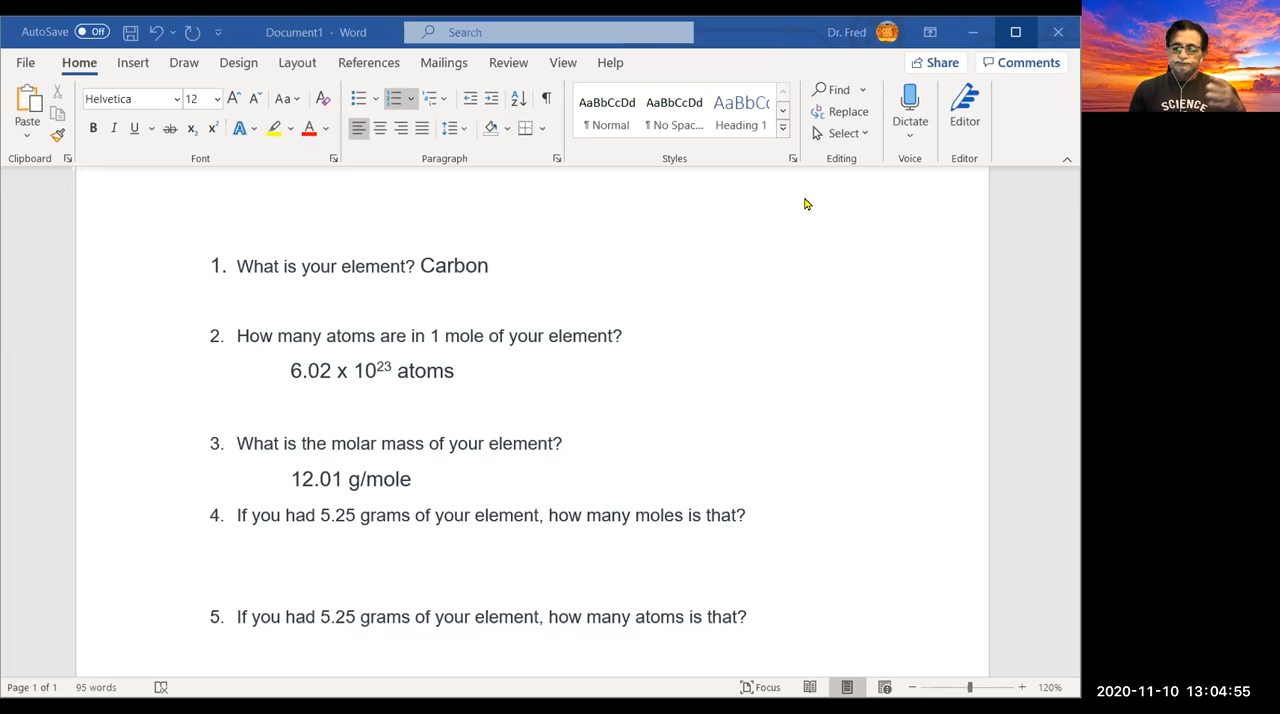 AutoSave Off Document1 - Word Search Dr. Fred
File Home Insert Draw Design Layout References Mailings Review View Help Share Comments
Helvetica 12 A A Aa A AaBbCcDd AaBbCcDd AaBbCc Find
Paste ¶ Normal ¶ No Spac... Heading 1 Replace Dictate Editor
B I U ab x₂ x² A A Select
Clipboard Font Paragraph Styles Editing Voice Editor
SCIENCE
1. What is your element? Carbon
2. How many atoms are in 1 mole of your element?
6.02 x 10²³ atoms
3. What is the molar mass of your element?
12.01 g/mole
4. If you had 5.25 grams of your element, how many moles is that?
5. If you had 5.25 grams of your element, how many atoms is that?
Page 1 of 1 95 words Focus 120%
2020-11-10 13:04:55